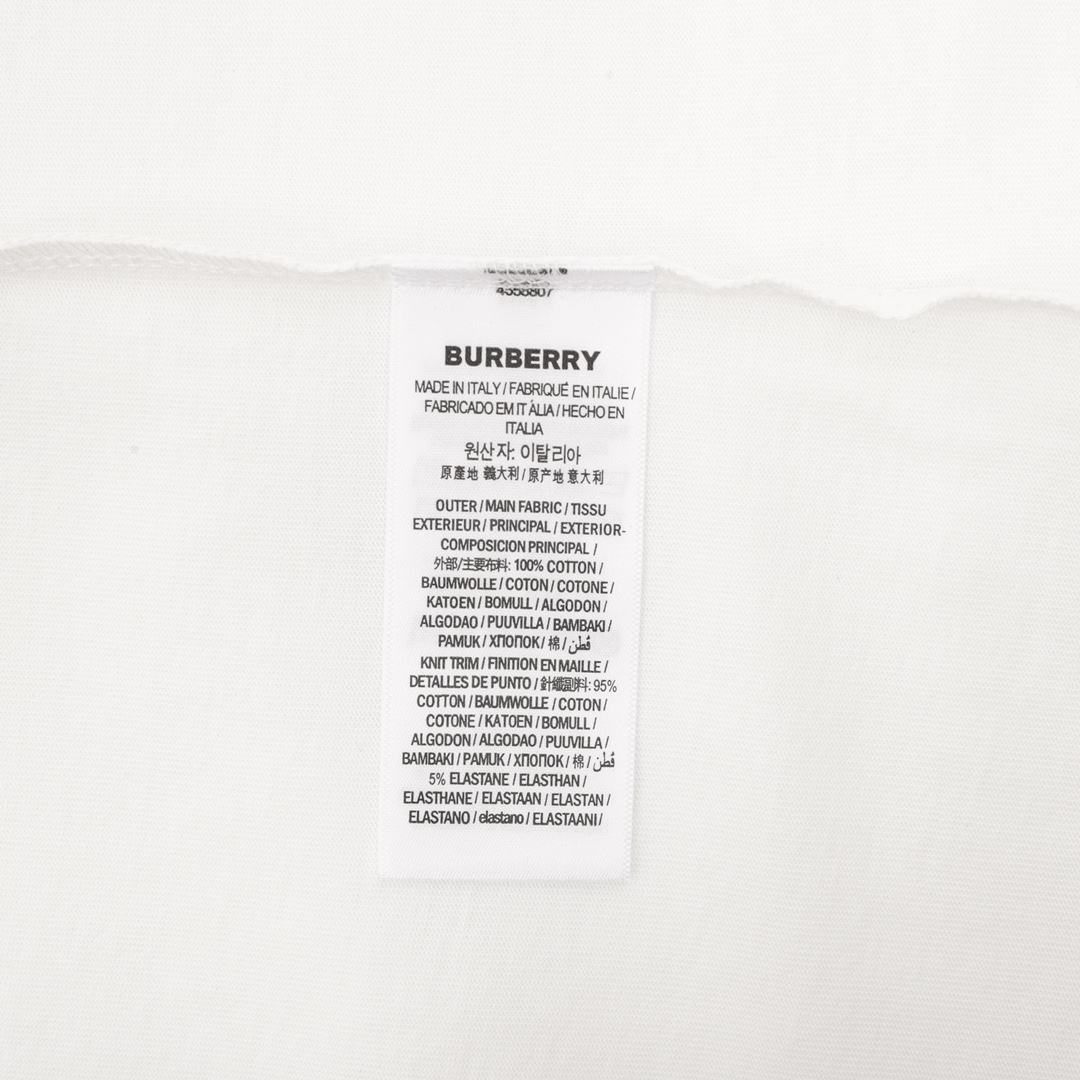 BURBERRY
MADE IN ITALY / FABRIQUÉ EN ITALIE /
FABRICADO EM ITÁLIA / HECHO EN
ITALIA
원산자: 이탈리아
原產地 義大利 / 原产地 意大利
OUTER / MAIN FABRIC / TISSU
EXTERIEUR / PRINCIPAL / EXTERIOR-
COMPOSICION PRINCIPAL /
外部/主要布料: 100% COTTON /
BAUMWOLLE / COTON / COTONE /
KATOEN / BOMULL / ALGODON /
ALGODAO / PUUVILLA / BAMBAKI /
PAMUK / ХПОПОК / 棉 / قطن
KNIT TRIM / FINITION EN MAILLE /
DETALLES DE PUNTO / 針織副料: 95%
COTTON / BAUMWOLLE / COTON /
COTONE / KATOEN / BOMULL /
ALGODON / ALGODAO / PUUVILLA /
BAMBAKI / PAMUK / ХПОПОК / 棉 / قطن
5% ELASTANE / ELASTHAN /
ELASTHANE / ELASTAAN / ELASTAN /
ELASTANO / elastano / ELASTAANI /